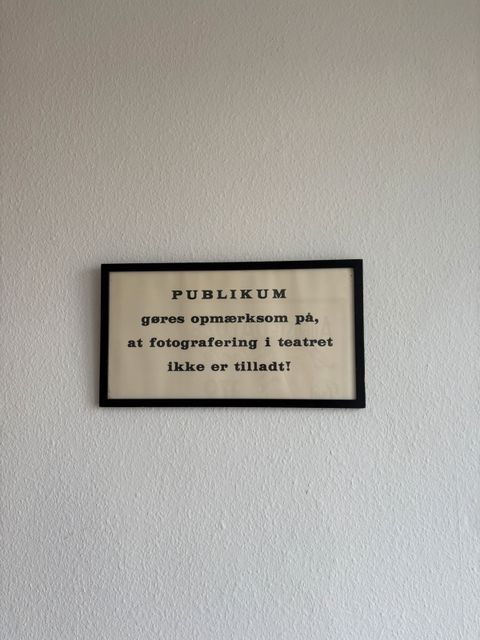 PUBLIKUM
gøres opmærksom på,
at fotografering i teatret
ikke er tilladt!